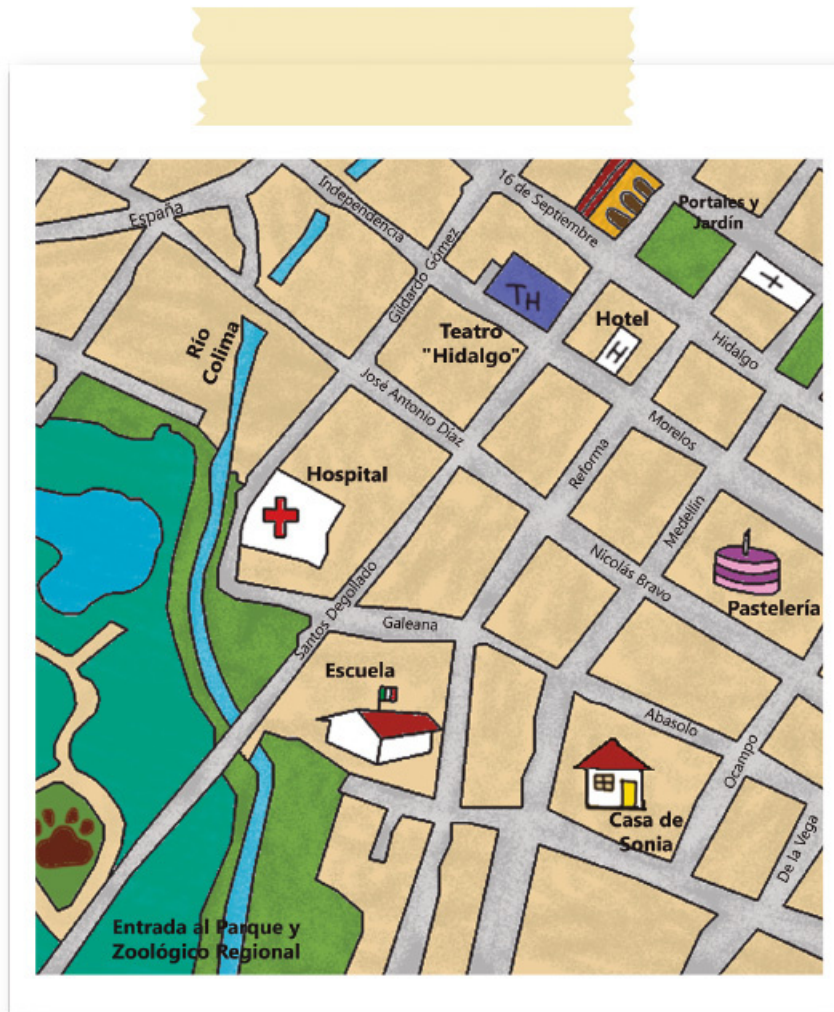 16 de Septiembre
Portales y
Jardín
Independencia
España
Gildardo Gómez
TH
Teatro
"Hidalgo"
Hotel
H
Hidalgo
Río
Colima
José Antonio Díaz
Morelos
Reforma
Medellín
Hospital
Nicolás Bravo
Pastelería
Santos Degollado
Galeana
Escuela
Abasolo
Ocampo
Casa de
Sonia
De la Vega
Entrada al Parque y
Zoológico Regional